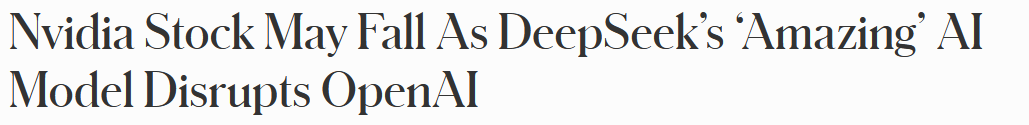 Nvidia Stock May Fall As DeepSeek’s ‘Amazing’ AI
Model Disrupts OpenAI